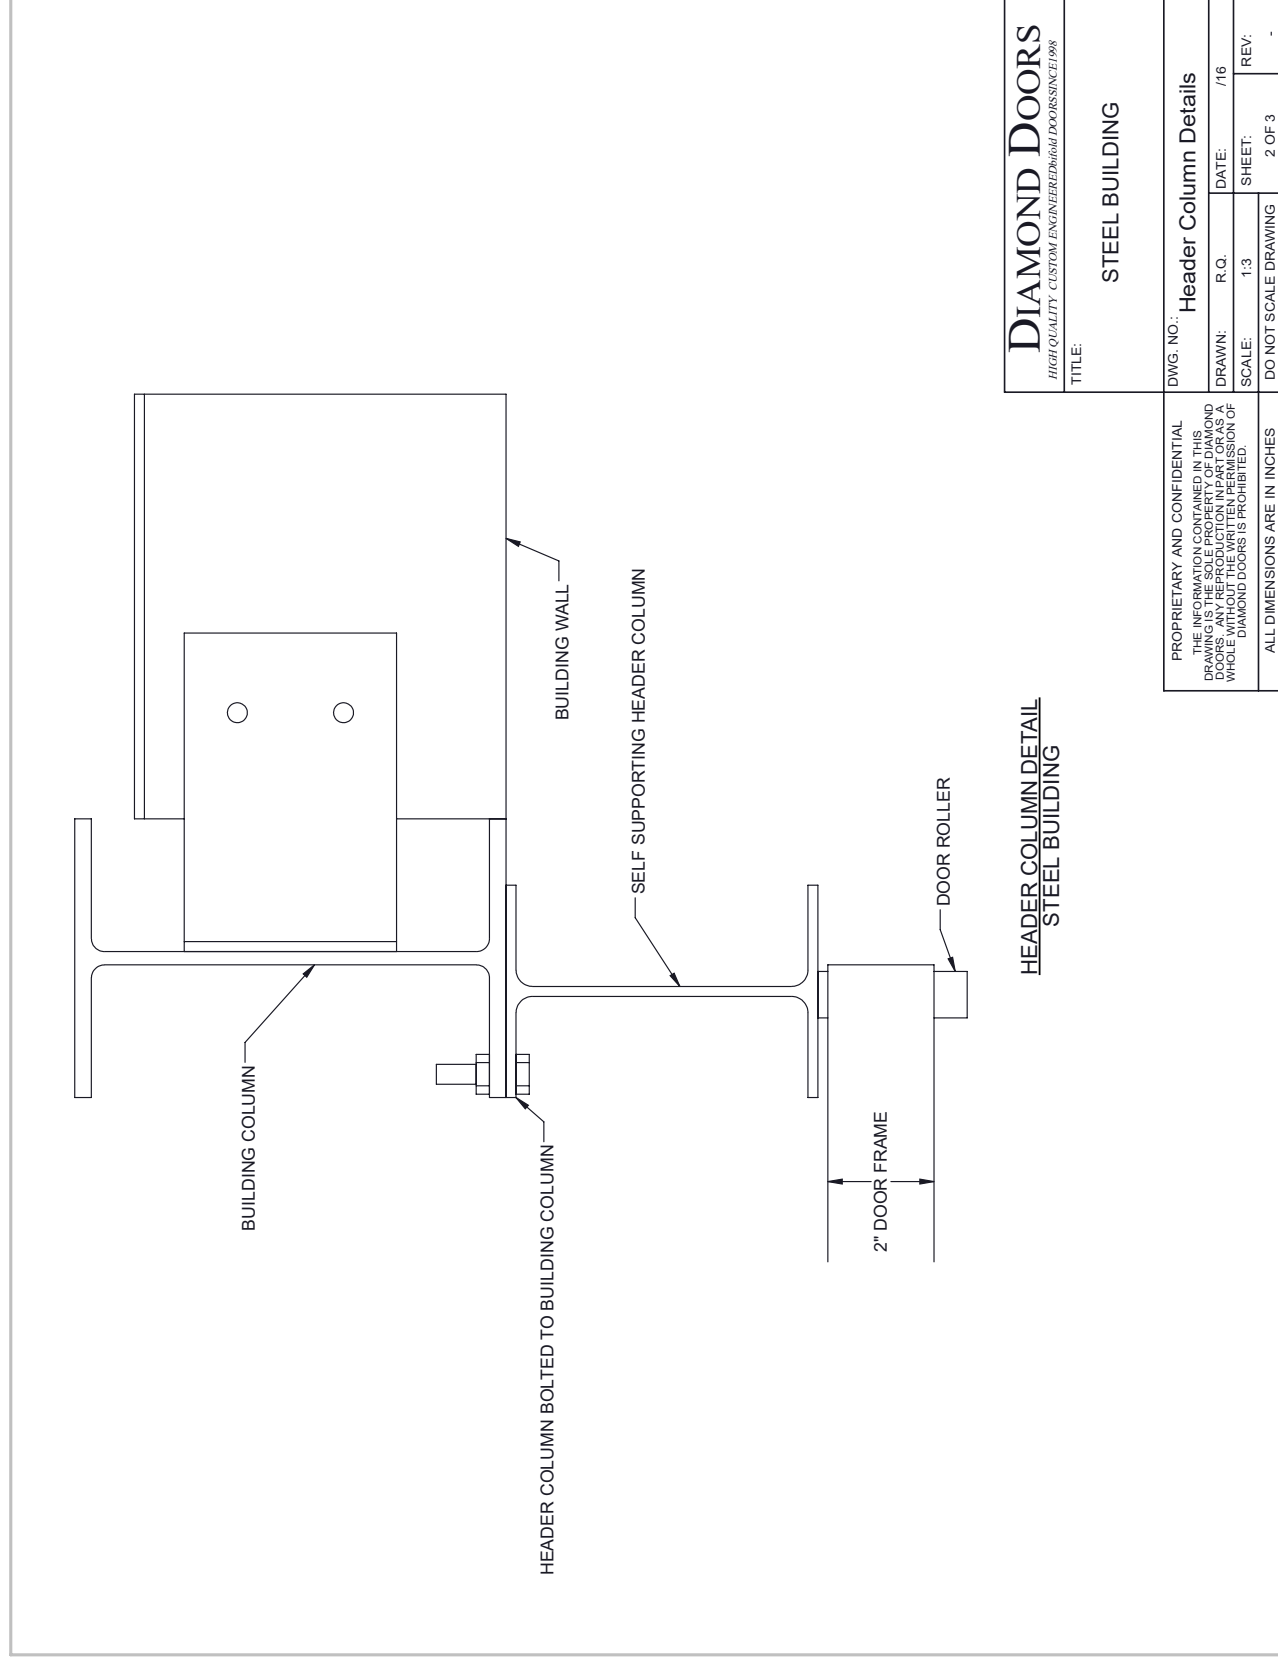 BUILDING COLUMN
HEADER COLUMN BOLTED TO BUILDING COLUMN
BUILDING WALL
SELF SUPPORTING HEADER COLUMN
2" DOOR FRAME
DOOR ROLLER
HEADER COLUMN DETAIL
STEEL BUILDING
DIAMOND DOORS
HIGH QUALITY CUSTOM ENGINEERED bifold DOORS SINCE 1998
TITLE:
STEEL BUILDING
DWG. NO.:
Header Column Details
DRAWN: R.Q. DATE: /16
SCALE: 1:3 SHEET: 2 OF 3 REV: -
DO NOT SCALE DRAWING
PROPRIETARY AND CONFIDENTIAL
THE INFORMATION CONTAINED IN THIS
DRAWING IS THE SOLE PROPERTY OF DIAMOND
DOORS. ANY REPRODUCTION IN PART OR AS A
WHOLE WITHOUT THE WRITTEN PERMISSION OF
DIAMOND DOORS IS PROHIBITED.
ALL DIMENSIONS ARE IN INCHES